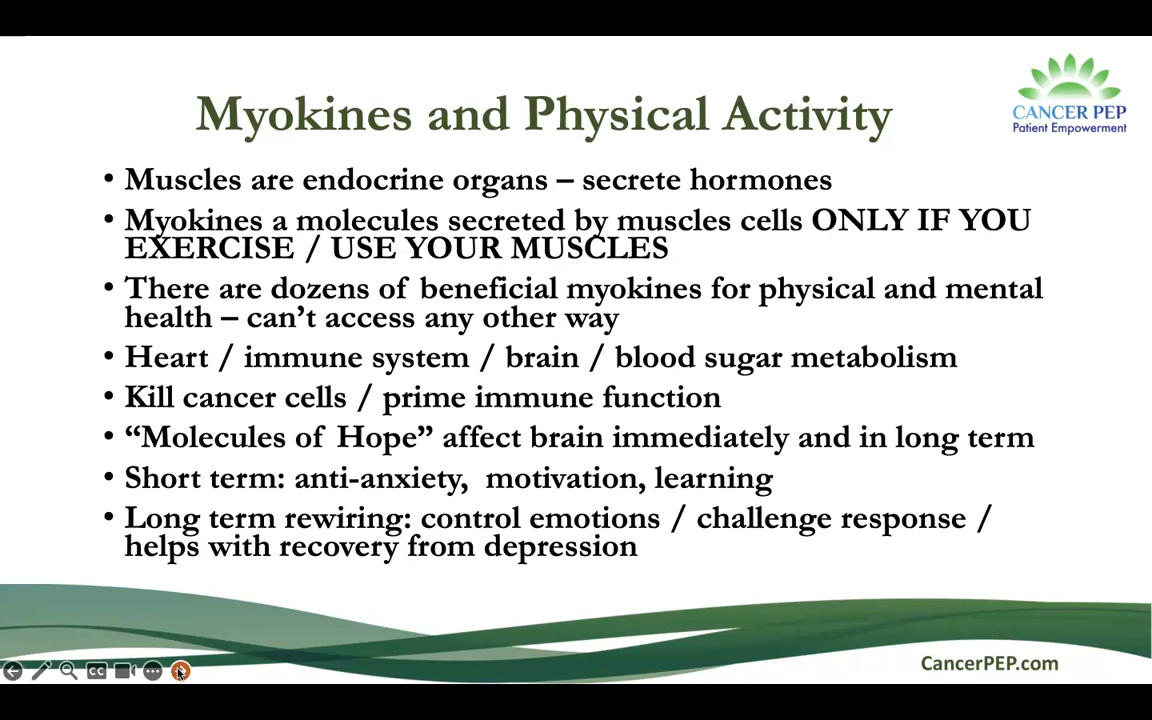 CANCER PEP
Patient Empowerment
Myokines and Physical Activity
• Muscles are endocrine organs – secrete hormones
• Myokines a molecules secreted by muscles cells ONLY IF YOU
EXERCISE / USE YOUR MUSCLES
• There are dozens of beneficial myokines for physical and mental
health – can’t access any other way
• Heart / immune system / brain / blood sugar metabolism
• Kill cancer cells / prime immune function
• “Molecules of Hope” affect brain immediately and in long term
• Short term: anti-anxiety, motivation, learning
• Long term rewiring: control emotions / challenge response /
helps with recovery from depression
CC
CancerPEP.com